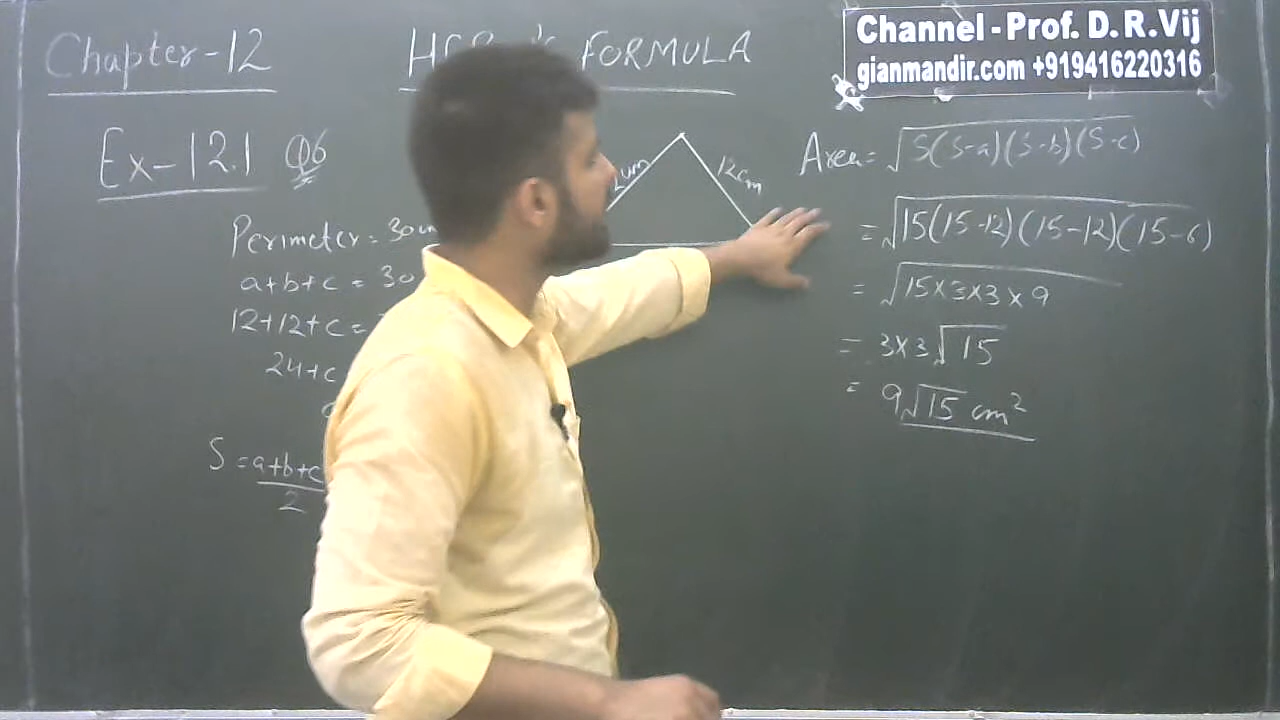 Chapter-12
FORMULA
Channel - Prof. D. R. Vij
gianmandir.com +919416220316
Ex-12.1 Q6
12cm
Perimeter = 30
a+b+c = 30
12+12+c =
24+c
S = a+b+c
2
Area = √S(S-a)(S-b)(S-c)
= √15(15-12)(15-12)(15-6)
= √15×3×3×9
= 3×3√15
= 9√15 cm²